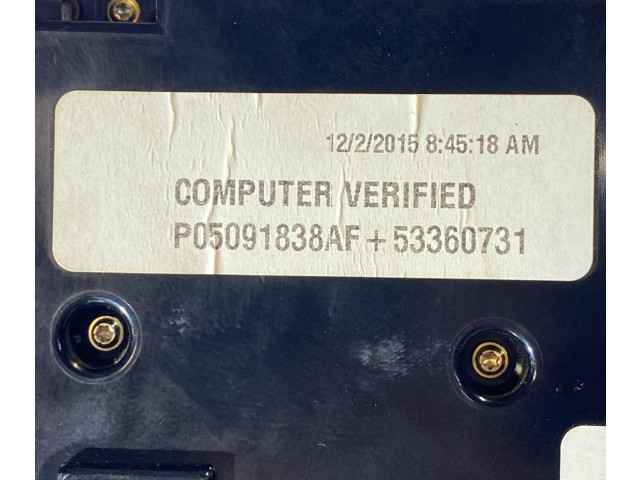 12/2/2015 8:45:18 AM
COMPUTER VERIFIED
P05091838AF + 53360731